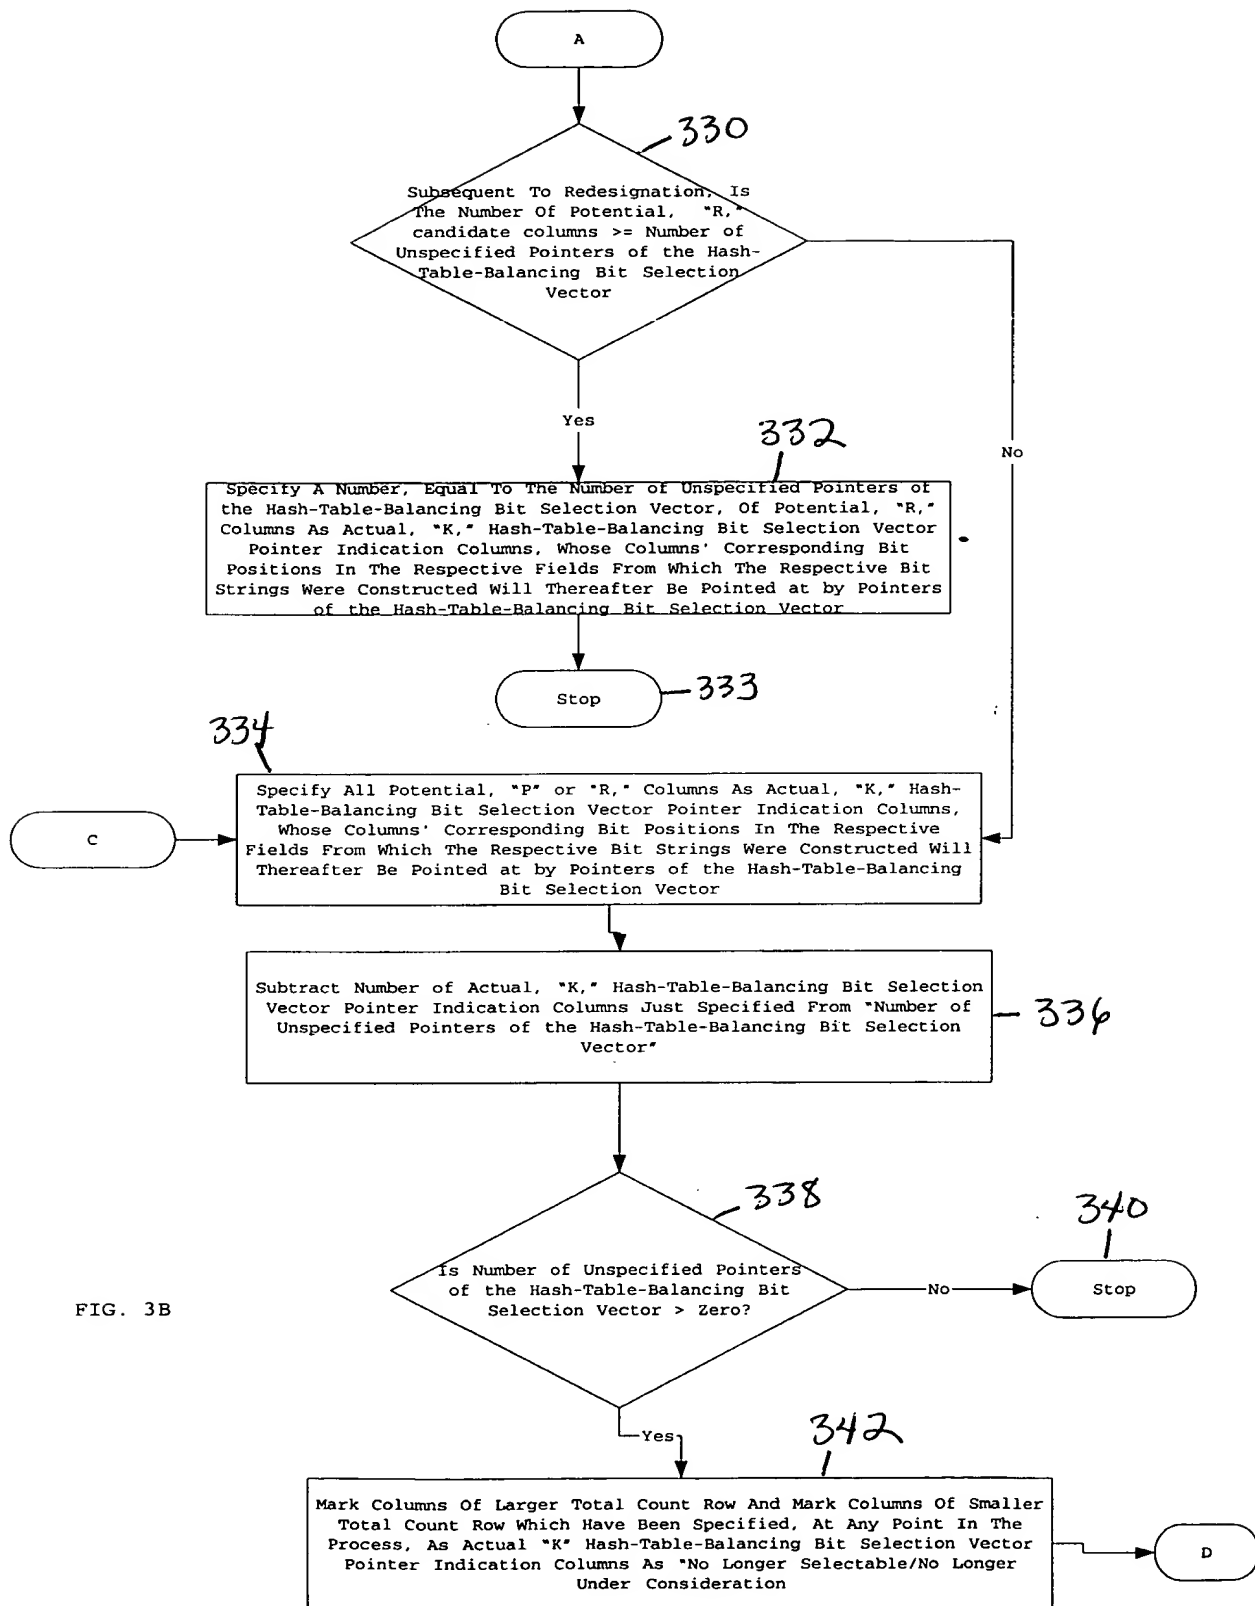 A
330
Subsequent To Redesignation, Is
The Number Of Potential, "R,"
candidate columns >= Number of
Unspecified Pointers of the Hash-
Table-Balancing Bit Selection
Vector
Yes
No
332
Specify A Number, Equal To The Number of Unspecified Pointers of
the Hash-Table-Balancing Bit Selection Vector, Of Potential, "R,"
Columns As Actual, "K," Hash-Table-Balancing Bit Selection Vector
Pointer Indication Columns, Whose Columns' Corresponding Bit
Positions In The Respective Fields From Which The Respective Bit
Strings Were Constructed Will Thereafter Be Pointed at by Pointers
of the Hash-Table-Balancing Bit Selection Vector
Stop
333
334
Specify All Potential, "P" or "R," Columns As Actual, "K," Hash-
Table-Balancing Bit Selection Vector Pointer Indication Columns,
Whose Columns' Corresponding Bit Positions In The Respective
Fields From Which The Respective Bit Strings Were Constructed Will
Thereafter Be Pointed at by Pointers of the Hash-Table-Balancing
Bit Selection Vector
C
Subtract Number of Actual, "K," Hash-Table-Balancing Bit Selection
Vector Pointer Indication Columns Just Specified From "Number of
Unspecified Pointers of the Hash-Table-Balancing Bit Selection
Vector"
336
338
Is Number of Unspecified Pointers
of the Hash-Table-Balancing Bit
Selection Vector > Zero?
No
340
Stop
FIG. 3B
Yes
342
Mark Columns Of Larger Total Count Row And Mark Columns Of Smaller
Total Count Row Which Have Been Specified, At Any Point In The
Process, As Actual "K" Hash-Table-Balancing Bit Selection Vector
Pointer Indication Columns As "No Longer Selectable/No Longer
Under Consideration
D